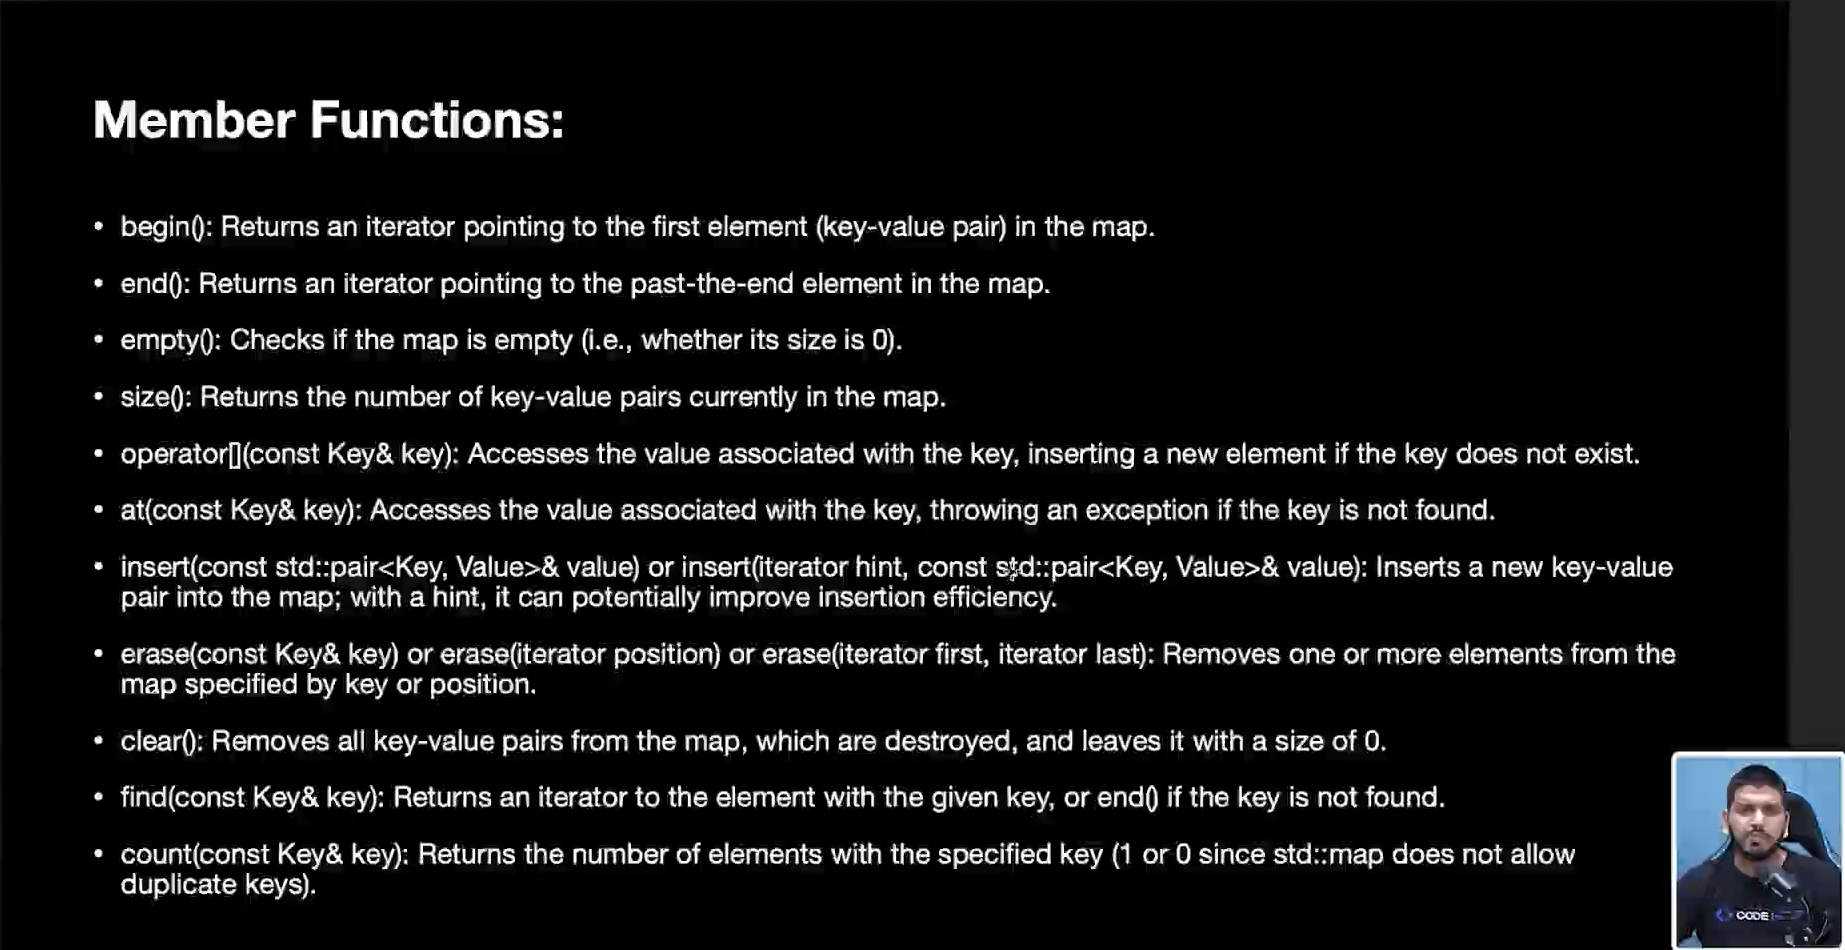 Member Functions:
• begin(): Returns an iterator pointing to the first element (key-value pair) in the map.
• end(): Returns an iterator pointing to the past-the-end element in the map.
• empty(): Checks if the map is empty (i.e., whether its size is 0).
• size(): Returns the number of key-value pairs currently in the map.
• operator[](const Key& key): Accesses the value associated with the key, inserting a new element if the key does not exist.
• at(const Key& key): Accesses the value associated with the key, throwing an exception if the key is not found.
• insert(const std::pair<Key, Value>& value) or insert(iterator hint, const std::pair<Key, Value>& value): Inserts a new key-value
pair into the map; with a hint, it can potentially improve insertion efficiency.
• erase(const Key& key) or erase(iterator position) or erase(iterator first, iterator last): Removes one or more elements from the
map specified by key or position.
• clear(): Removes all key-value pairs from the map, which are destroyed, and leaves it with a size of 0.
• find(const Key& key): Returns an iterator to the element with the given key, or end() if the key is not found.
• count(const Key& key): Returns the number of elements with the specified key (1 or 0 since std::map does not allow
duplicate keys).
CODE